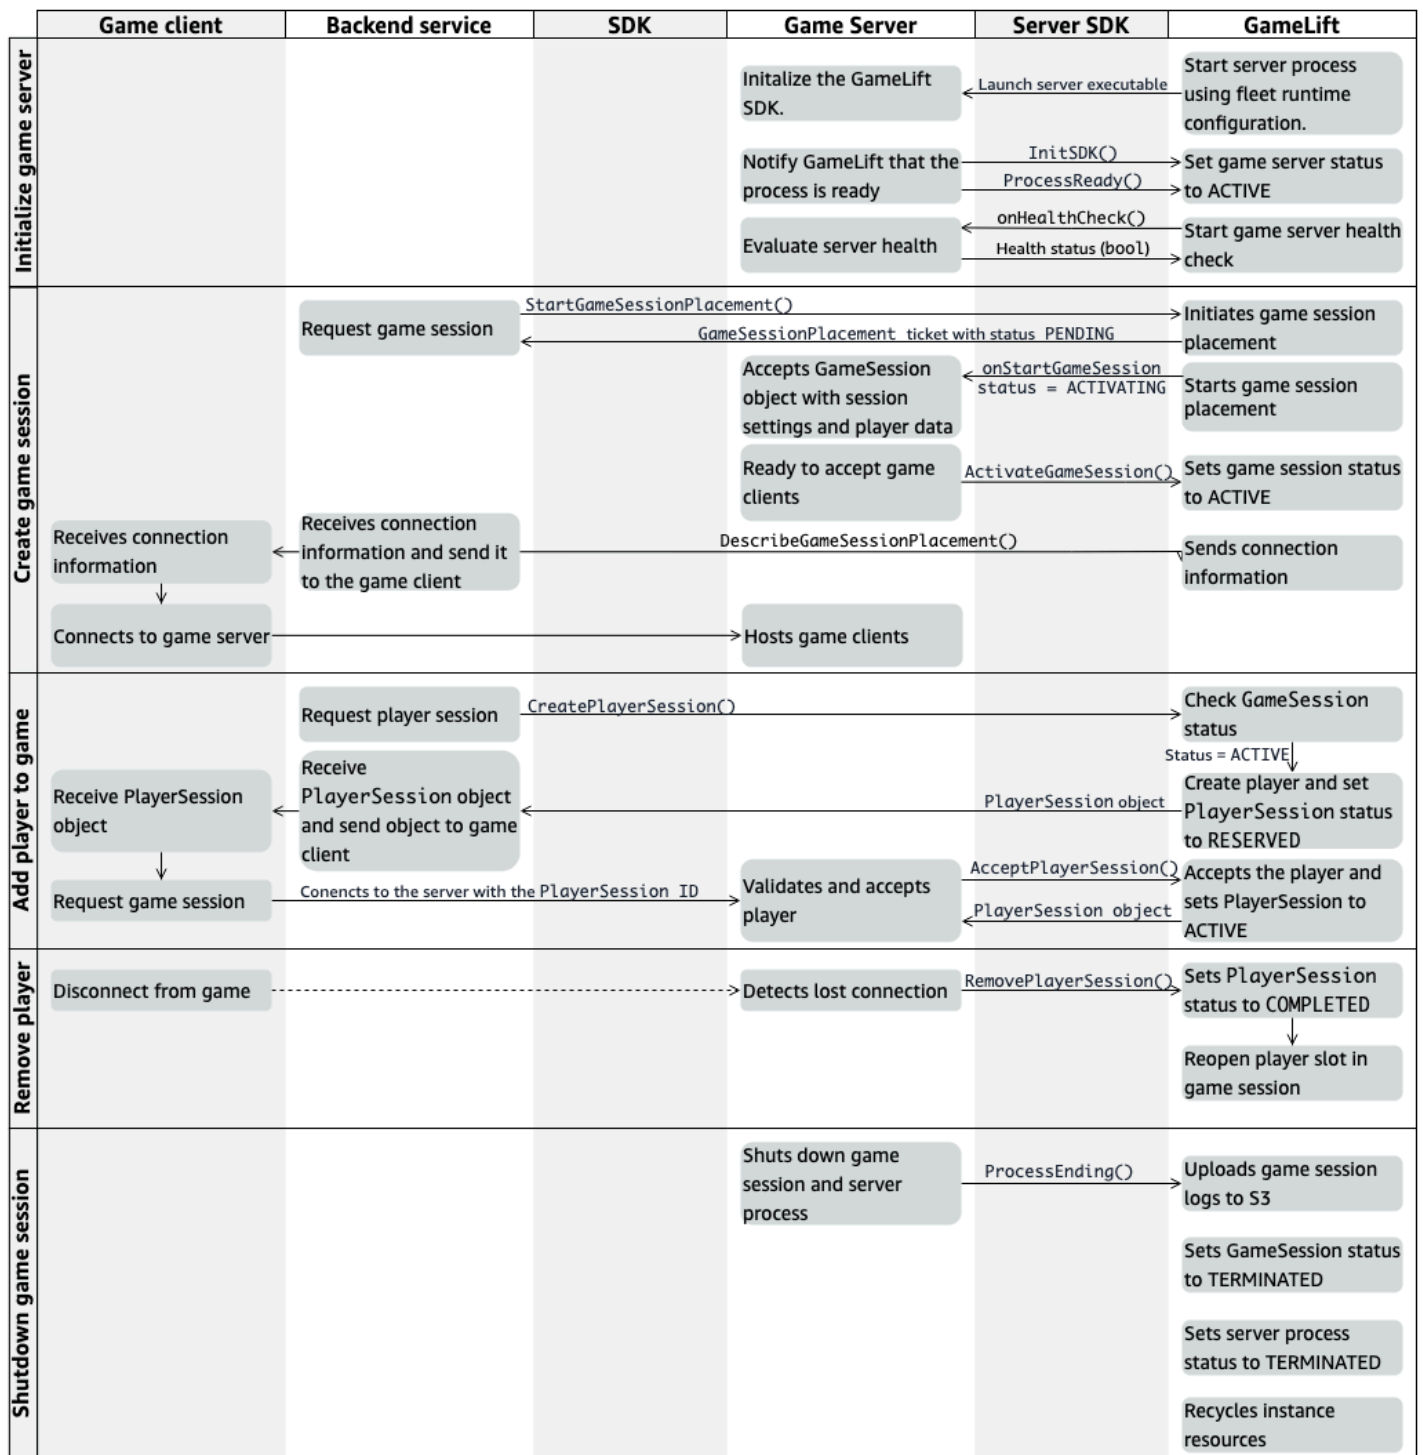 Game client
Backend service
SDK
Game Server
Server SDK
GameLift
Initialize game server
Initalize the GameLift
SDK.
Launch server executable
Start server process
using fleet runtime
configuration.
Notify GameLift that the
process is ready
InitSDK()
ProcessReady()
Set game server status
to ACTIVE
Evaluate server health
onHealthCheck()
Health status (bool)
Start game server health
check
Create game session
Request game session
StartGameSessionPlacement()
GameSessionPlacement ticket with status PENDING
Initiates game session
placement
Accepts GameSession
object with session
settings and player data
onStartGameSession
status = ACTIVATING
Starts game session
placement
Ready to accept game
clients
ActivateGameSession()
Sets game session status
to ACTIVE
Receives connection
information
Receives connection
information and send it
to the game client
DescribeGameSessionPlacement()
Sends connection
information
Connects to game server
Hosts game clients
Add player to game
Request player session
CreatePlayerSession()
Check GameSession
status
Status = ACTIVE
Receive PlayerSession
object
Receive
PlayerSession object
and send object to game
client
PlayerSession object
Create player and set
PlayerSession status
to RESERVED
Request game session
Conencts to the server with the PlayerSession ID
Validates and accepts
player
AcceptPlayerSession()
PlayerSession object
Accepts the player and
sets PlayerSession to
ACTIVE
Remove player
Disconnect from game
Detects lost connection
RemovePlayerSession()
Sets PlayerSession
status to COMPLETED
Reopen player slot in
game session
Shutdown game session
Shuts down game
session and server
process
ProcessEnding()
Uploads game session
logs to S3
Sets GameSession status
to TERMINATED
Sets server process
status to TERMINATED
Recycles instance
resources